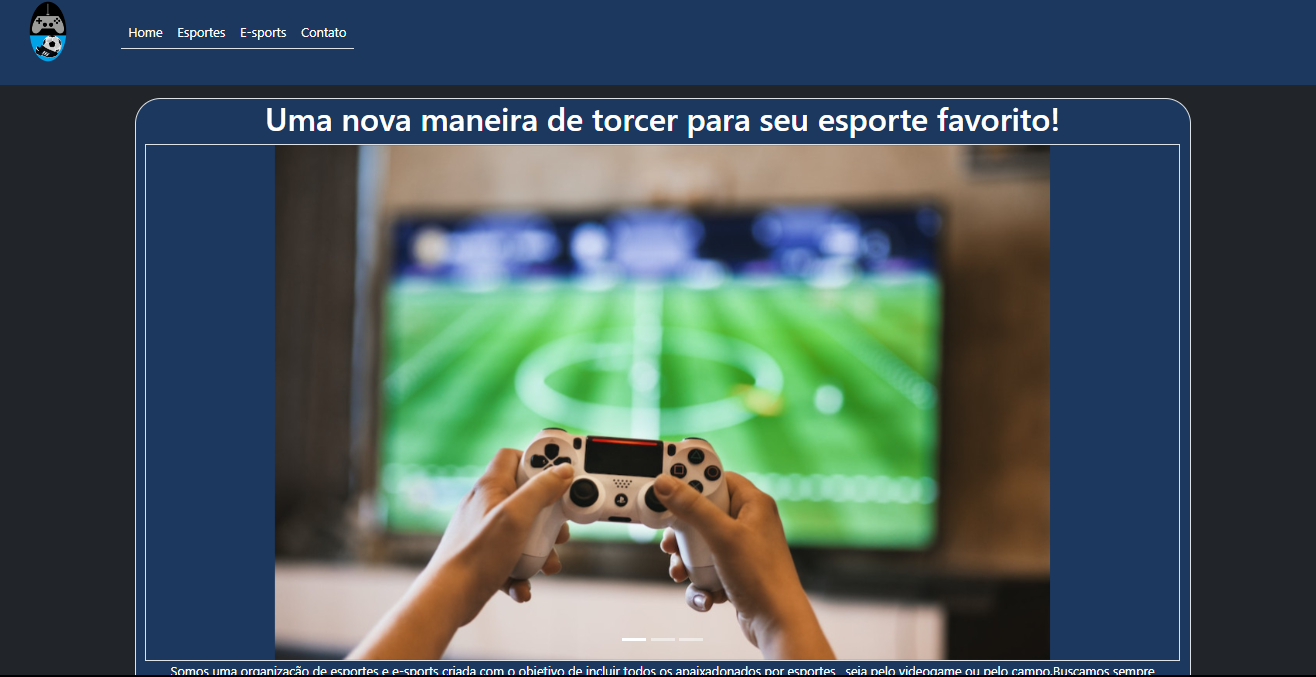 Home Esportes E-sports Contato
Uma nova maneira de torcer para seu esporte favorito!
Somos uma organização de esportes e e-sports criada com o objetivo de incluir todos os apaixadonados por esportes , seja pelo videogame ou pelo campo.Buscamos sempre